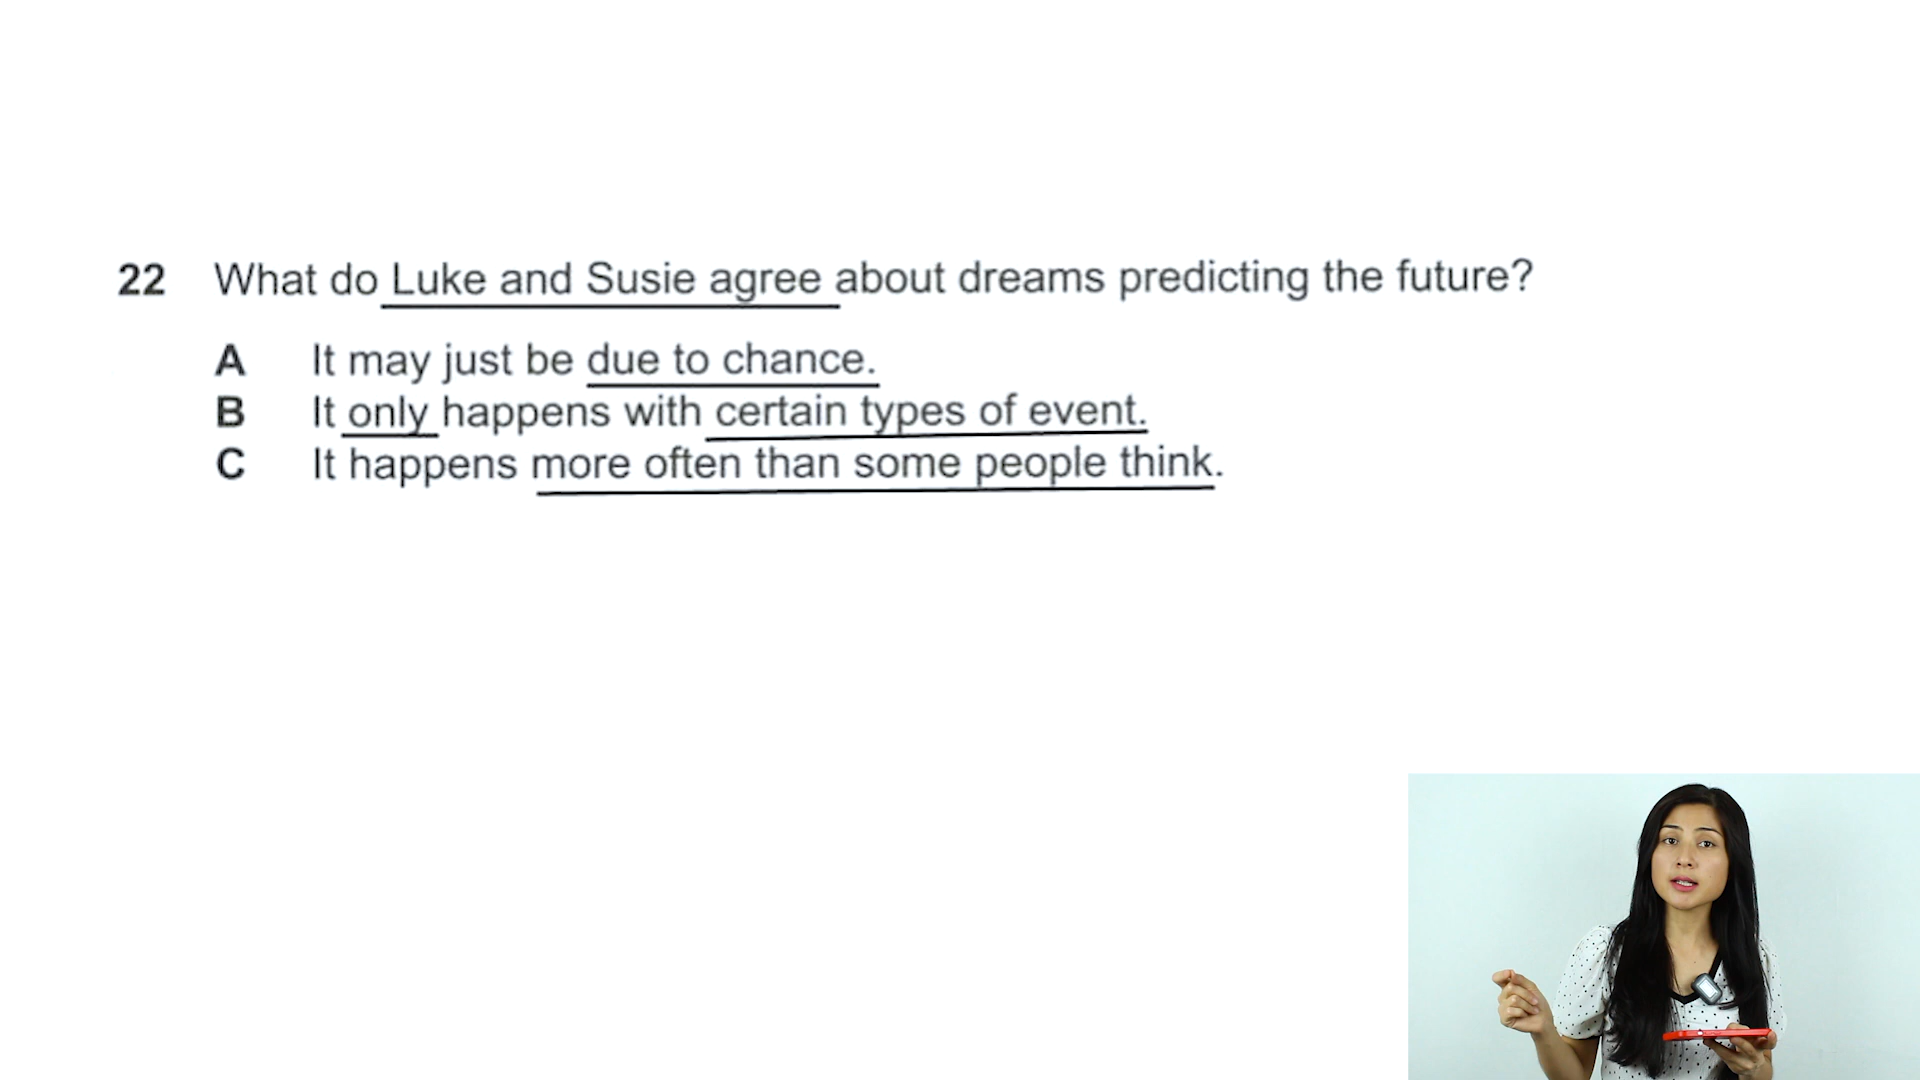 22 What do Luke and Susie agree about dreams predicting the future?
A It may just be due to chance.
B It only happens with certain types of event.
C It happens more often than some people think.